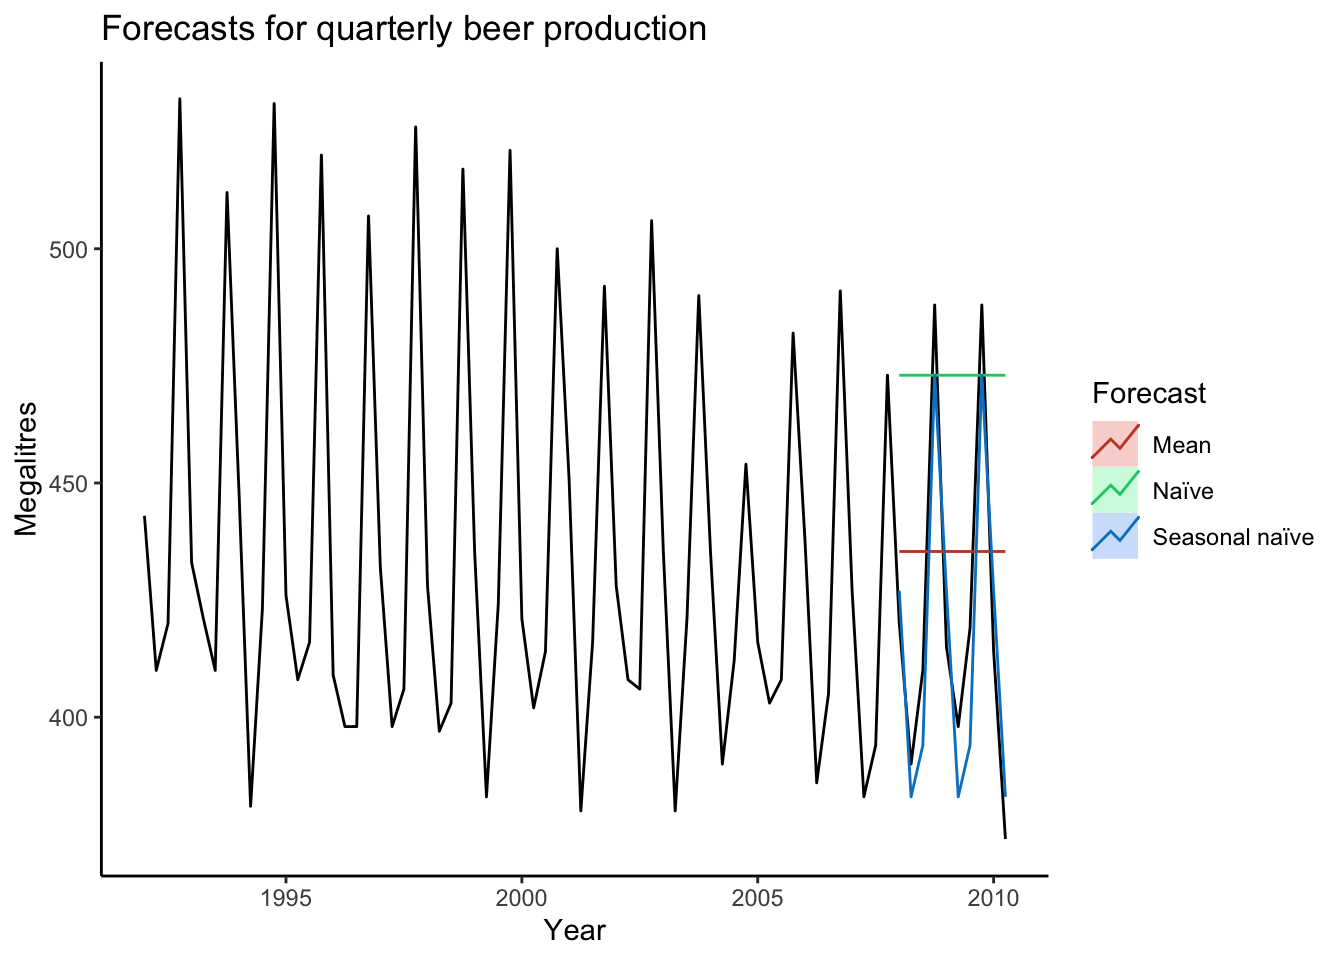 Forecasts for quarterly beer production
Megalitres
500
450
400
1995
2000
2005
2010
Year
Forecast
Mean
Naïve
Seasonal naïve